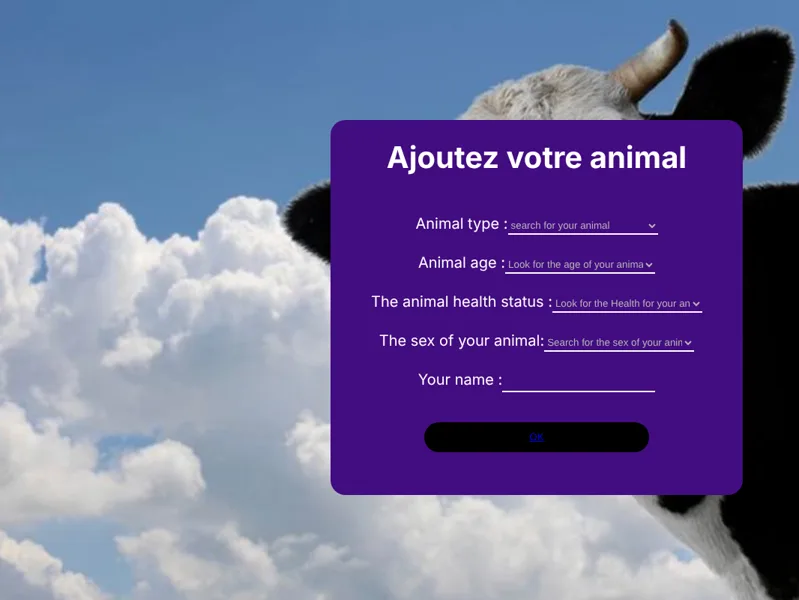 Ajoutez votre animal
Animal type : search for your animal
Animal age : Look for the age of your anima
The animal health status : Look for the Health for your an
The sex of your animal: Search for the sex of your anim
Your name :
OK